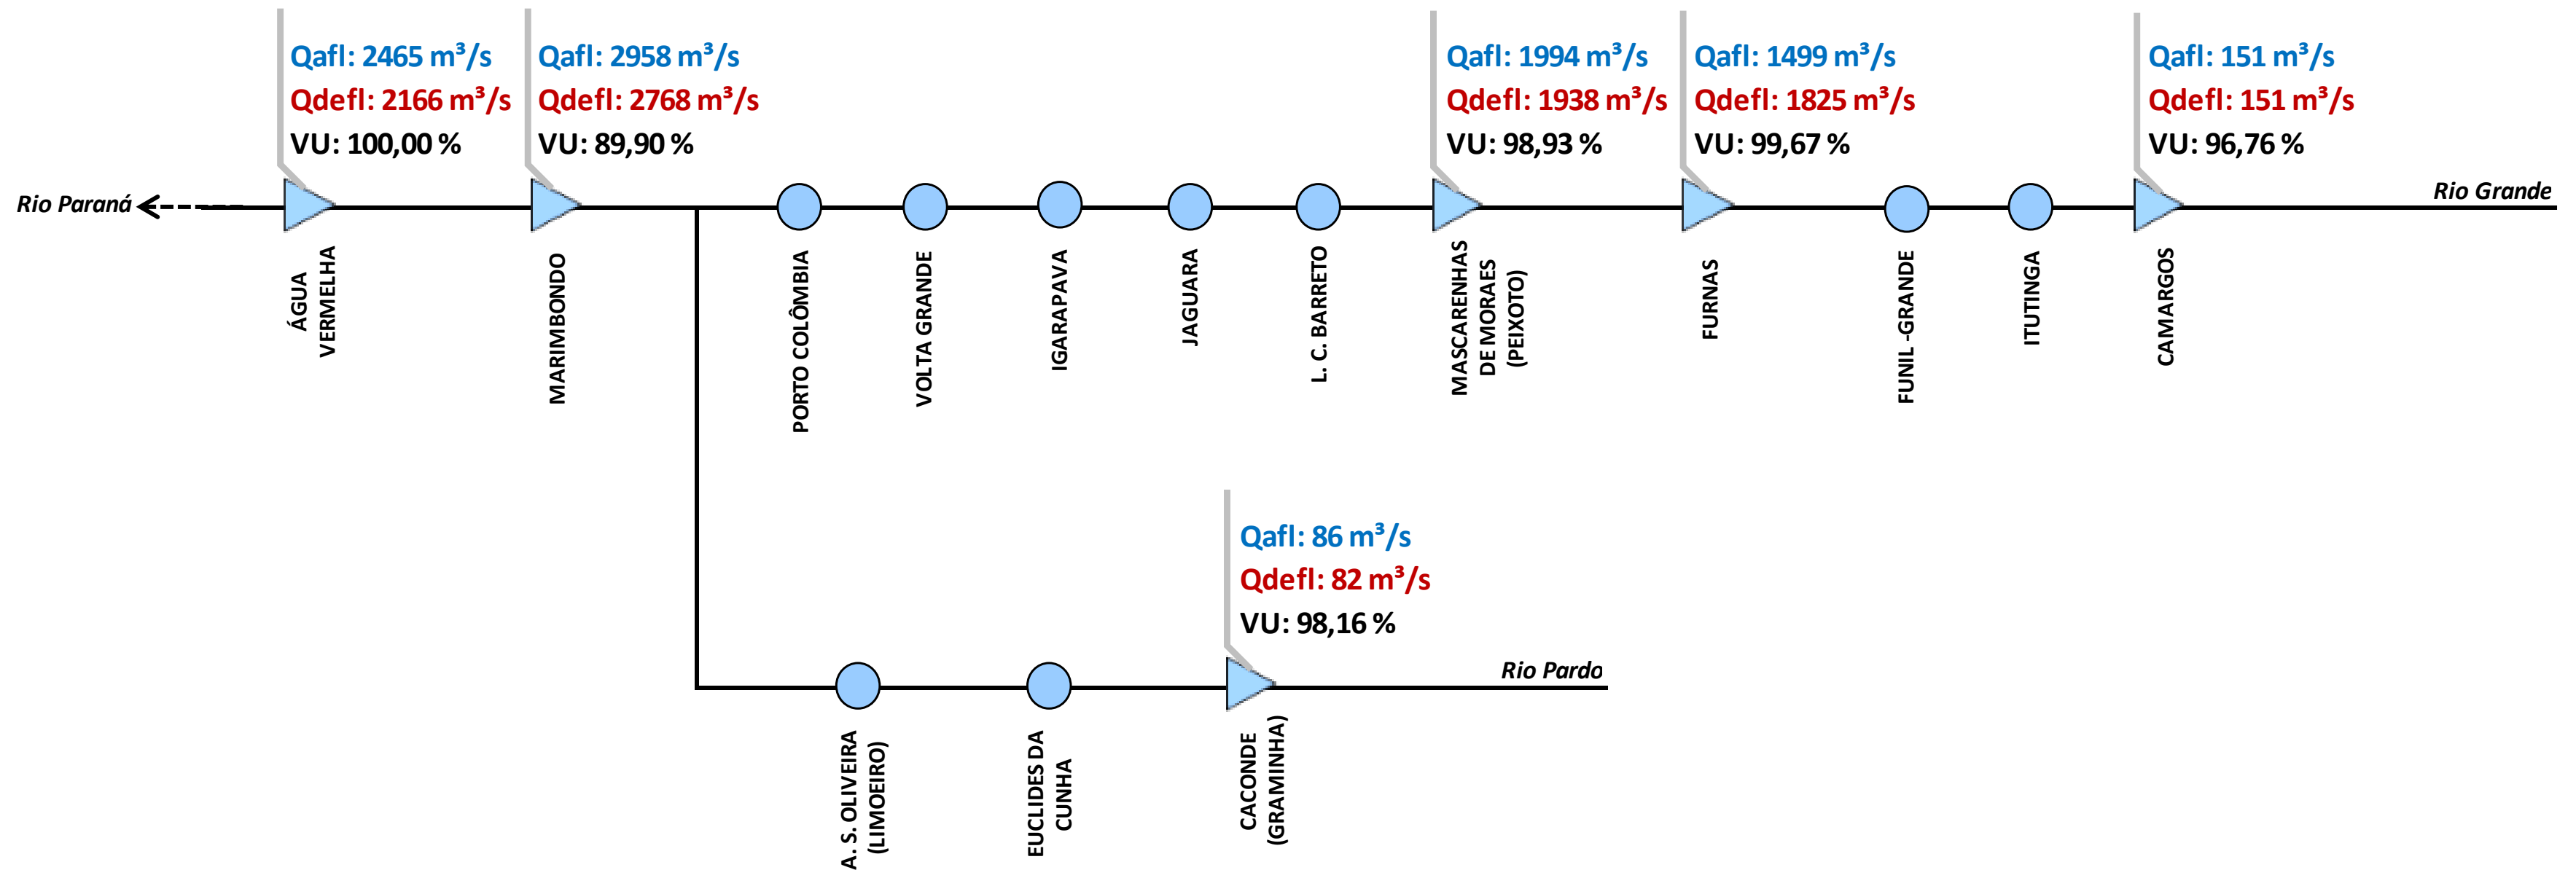 Qafl: 2465 m³/s
Qdefl: 2166 m³/s
VU: 100,00 %
Qafl: 2958 m³/s
Qdefl: 2768 m³/s
VU: 89,90 %
Qafl: 1994 m³/s
Qdefl: 1938 m³/s
VU: 98,93 %
Qafl: 1499 m³/s
Qdefl: 1825 m³/s
VU: 99,67 %
Qafl: 151 m³/s
Qdefl: 151 m³/s
VU: 96,76 %
Rio Paraná
Rio Grande
ÁGUA
VERMELHA
MARIMBONDO
PORTO COLÔMBIA
VOLTA GRANDE
IGARAPAVA
JAGUARA
L. C. BARRETO
MASCARENHAS
DE MORAES
(PEIXOTO)
FURNAS
FUNIL -GRANDE
ITUTINGA
CAMARGOS
Qafl: 86 m³/s
Qdefl: 82 m³/s
VU: 98,16 %
Rio Pardo
A. S. OLIVEIRA
(LIMOEIRO)
EUCLIDES DA
CUNHA
CACONDE
(GRAMINHA)